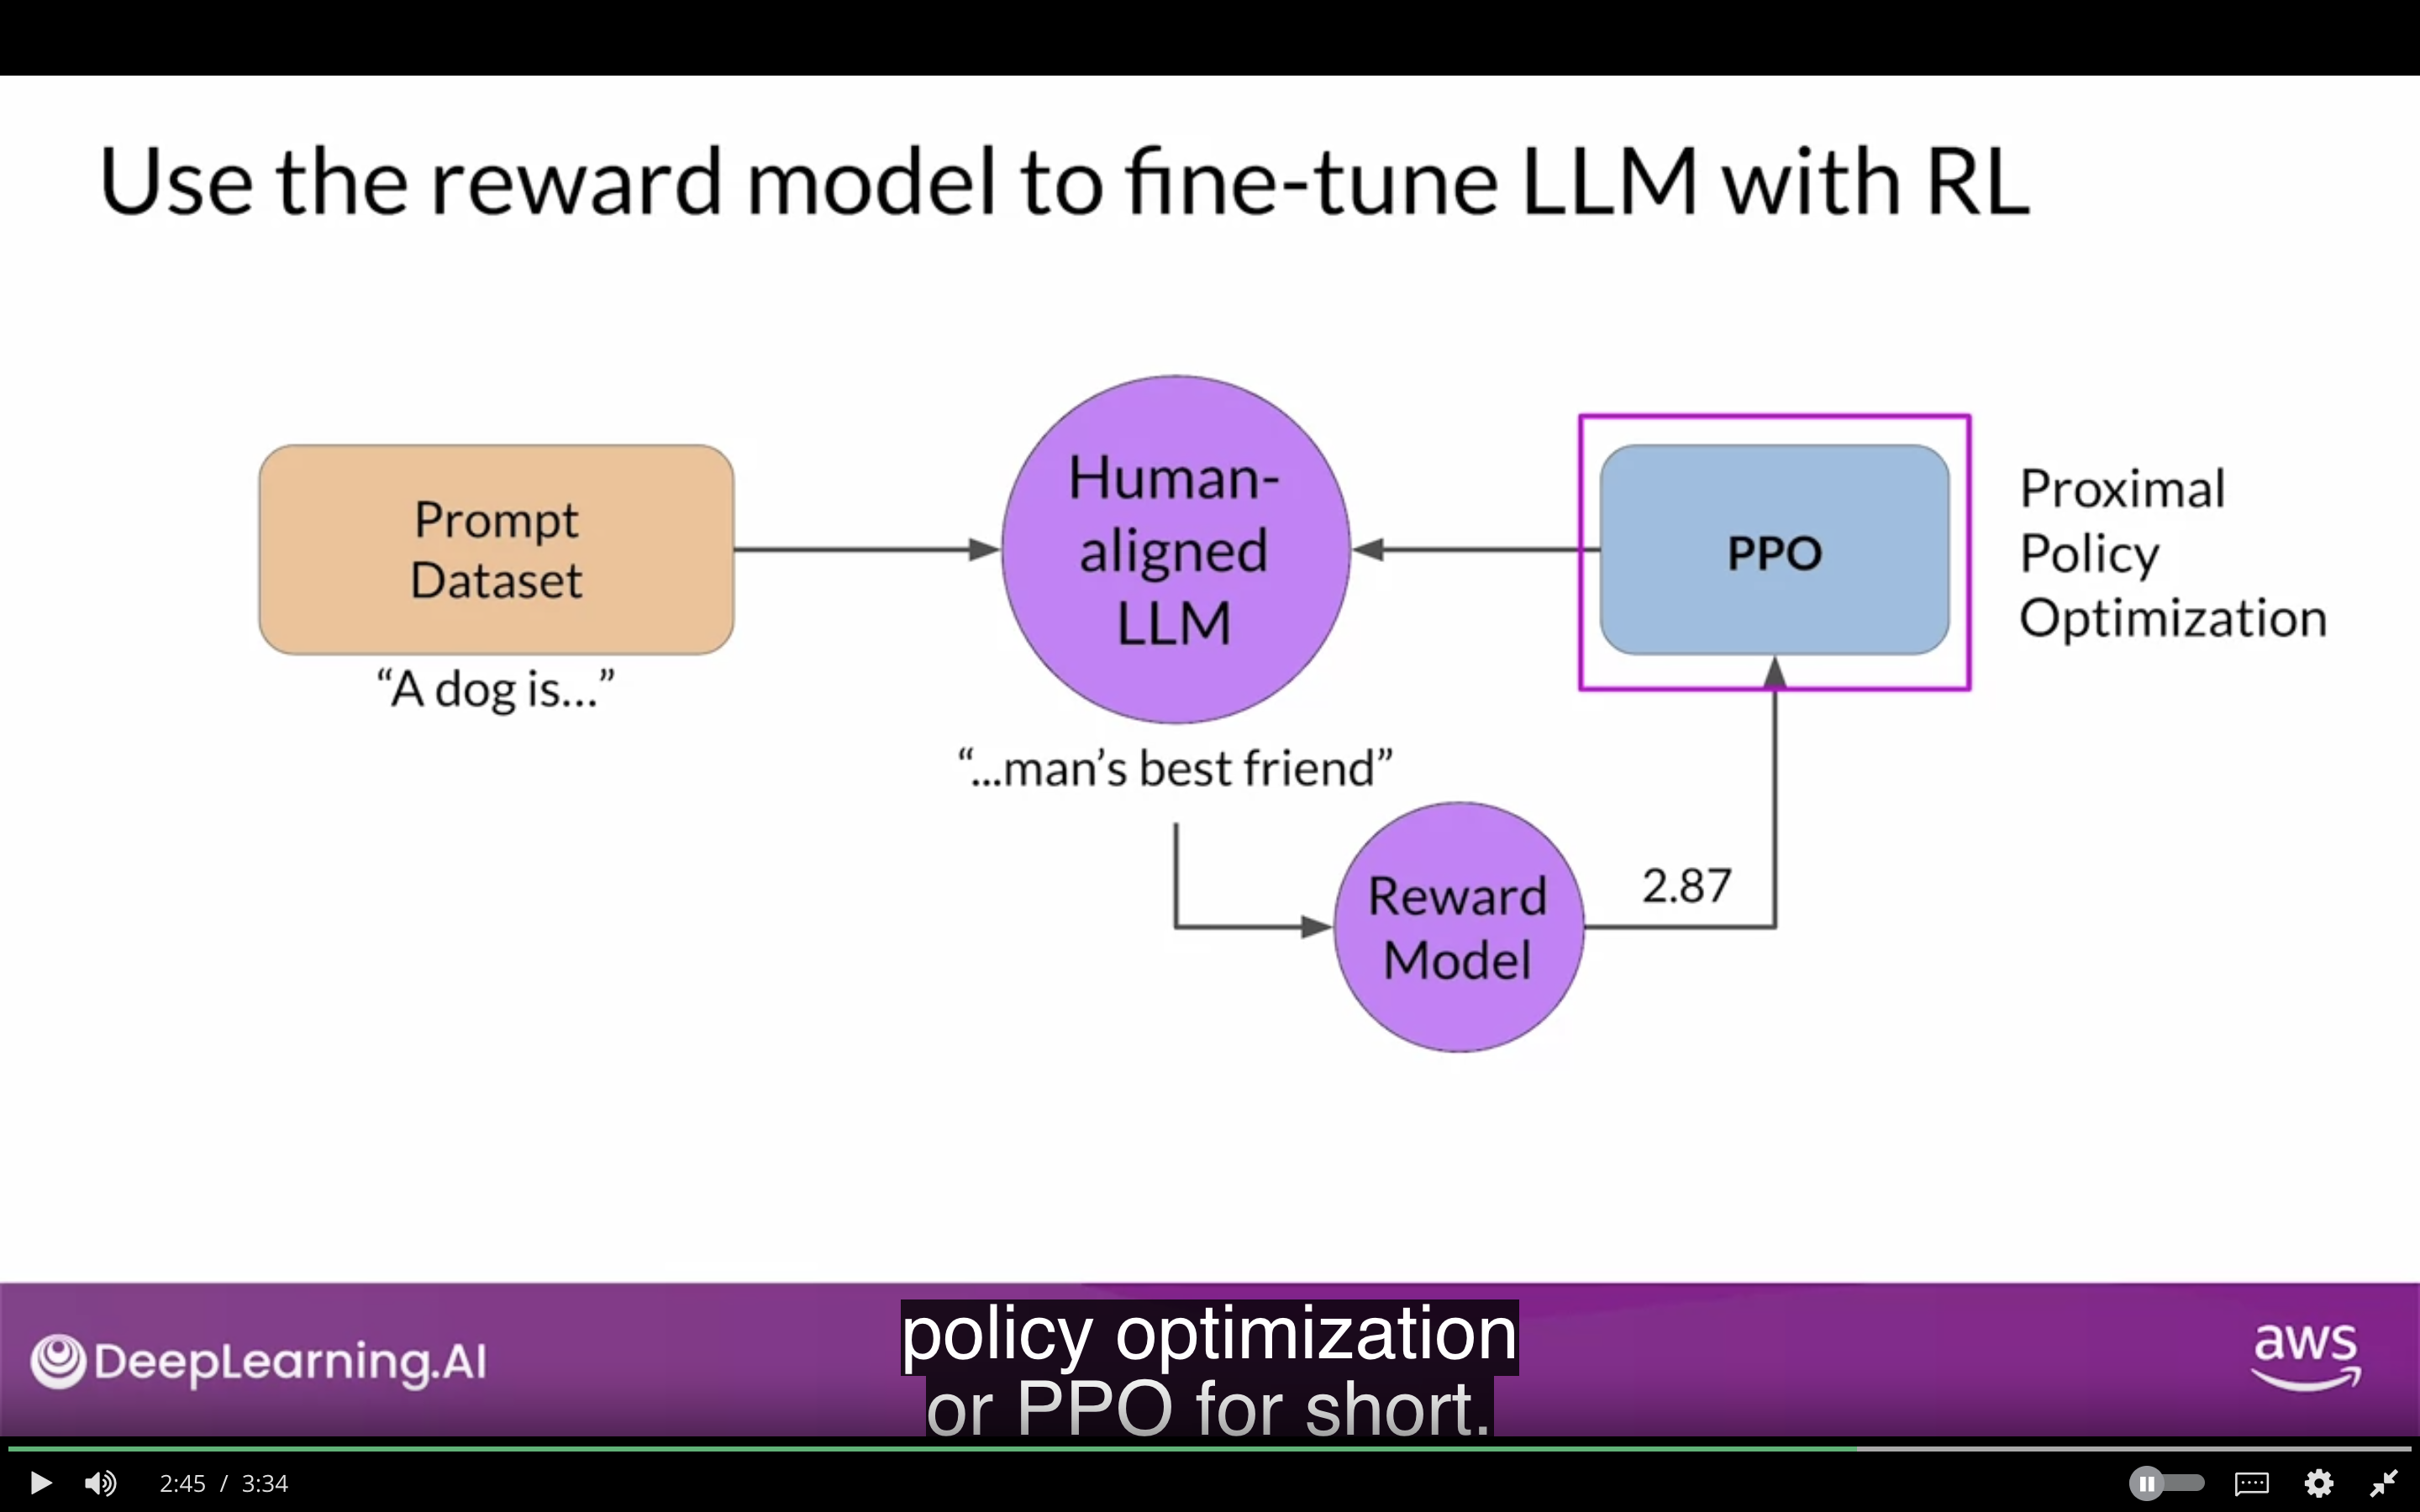 Use the reward model to fine-tune LLM with RL
Prompt
Dataset
“A dog is...”
Human-
aligned
LLM
“...man’s best friend”
PPO
Proximal
Policy
Optimization
Reward
Model
2.87
DeepLearning.AI
policy optimization
or PPO for short.
aws
2:45 / 3:34